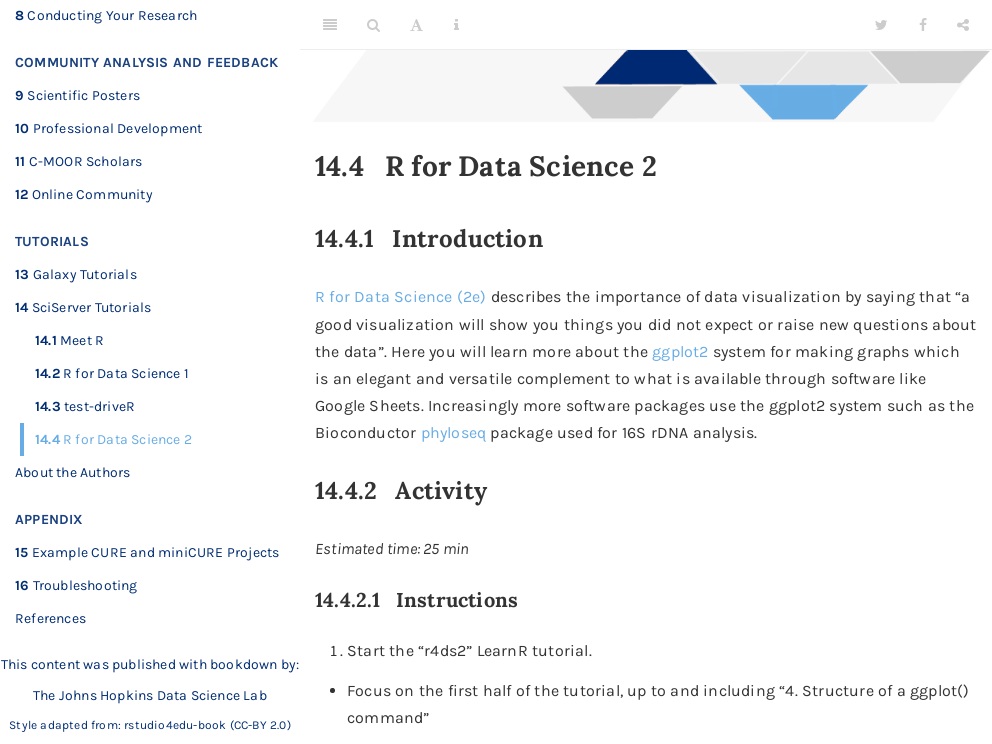 8 Conducting Your Research
COMMUNITY ANALYSIS AND FEEDBACK
9 Scientific Posters
10 Professional Development
11 C-MOOR Scholars
12 Online Community
TUTORIALS
13 Galaxy Tutorials
14 SciServer Tutorials
14.1 Meet R
14.2 R for Data Science 1
14.3 test-driveR
14.4 R for Data Science 2
About the Authors
APPENDIX
15 Example CURE and miniCURE Projects
16 Troubleshooting
References
This content was published with bookdown by:
The Johns Hopkins Data Science Lab
Style adapted from: rstudio4edu-book (CC-BY 2.0)
14.4 R for Data Science 2
14.4.1 Introduction
R for Data Science (2e) describes the importance of data visualization by saying that “a
good visualization will show you things you did not expect or raise new questions about
the data”. Here you will learn more about the ggplot2 system for making graphs which
is an elegant and versatile complement to what is available through software like
Google Sheets. Increasingly more software packages use the ggplot2 system such as the
Bioconductor phyloseq package used for 16S rDNA analysis.
14.4.2 Activity
Estimated time: 25 min
14.4.2.1 Instructions
1. Start the “r4ds2” LearnR tutorial.
• Focus on the first half of the tutorial, up to and including “4. Structure of a ggplot()
command”